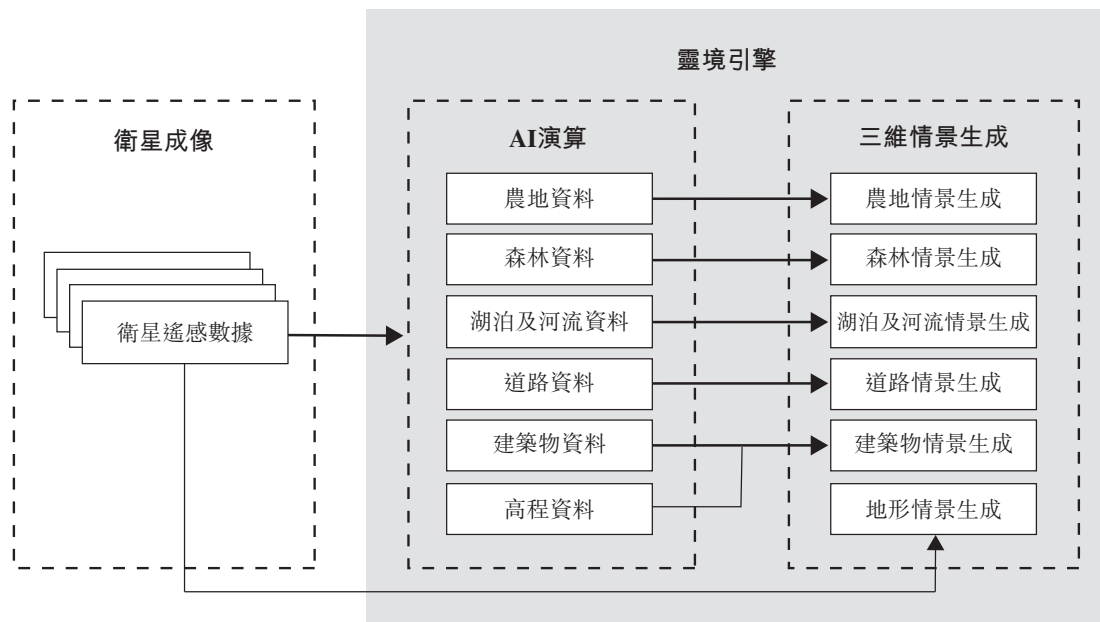 靈境引擎
衛星成像
衛星遙感數據
AI演算
農地資料
森林資料
湖泊及河流資料
道路資料
建築物資料
高程資料
三維情景生成
農地情景生成
森林情景生成
湖泊及河流情景生成
道路情景生成
建築物情景生成
地形情景生成